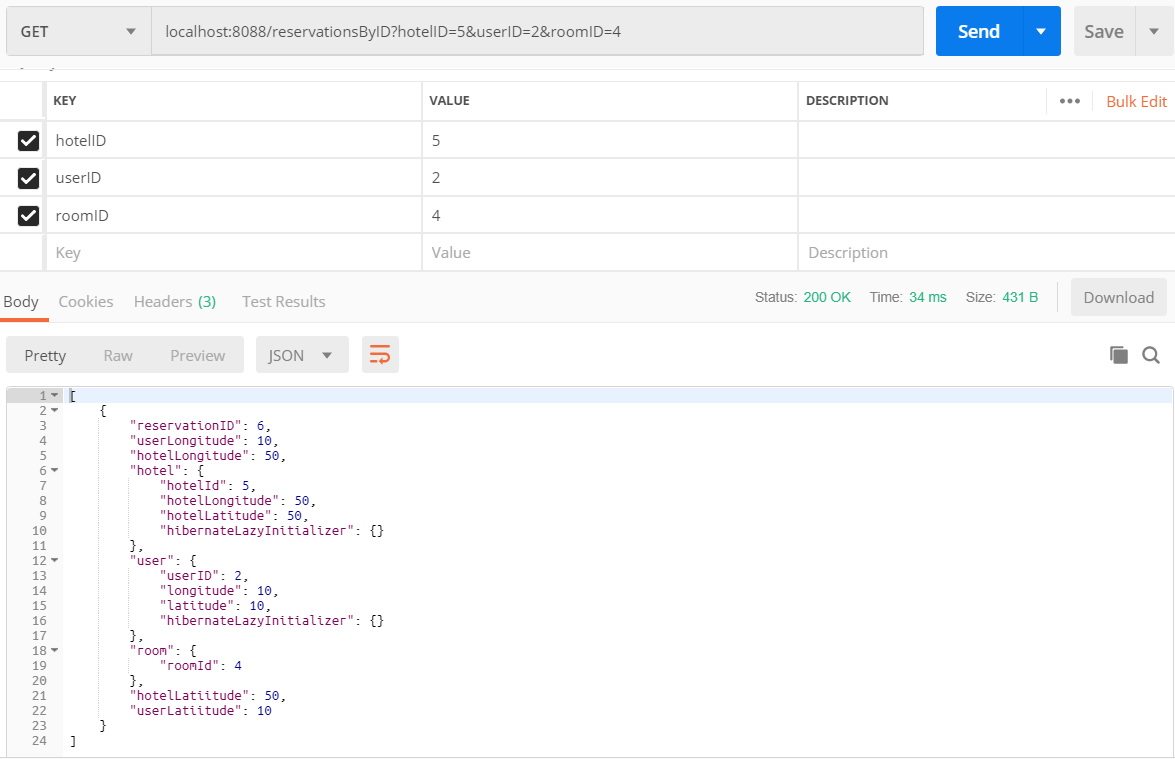 GET localhost:8088/reservationsByID?hotelID=5&userID=2&roomID=4 Send Save
KEY VALUE DESCRIPTION ••• Bulk Edit
hotelID 5
userID 2
roomID 4
Key Value Description
Body Cookies Headers (3) Test Results Status: 200 OK Time: 34 ms Size: 431 B Download
Pretty Raw Preview JSON
1 [
2 {
3 "reservationID": 6,
4 "userLongitude": 10,
5 "hotelLongitude": 50,
6 "hotel": {
7 "hotelId": 5,
8 "hotelLongitude": 50,
9 "hotelLatitude": 50,
10 "hibernateLazyInitializer": {}
11 },
12 "user": {
13 "userID": 2,
14 "longitude": 10,
15 "latitude": 10,
16 "hibernateLazyInitializer": {}
17 },
18 "room": {
19 "roomId": 4
20 },
21 "hotelLatiitude": 50,
22 "userLatiitude": 10
23 }
24 ]